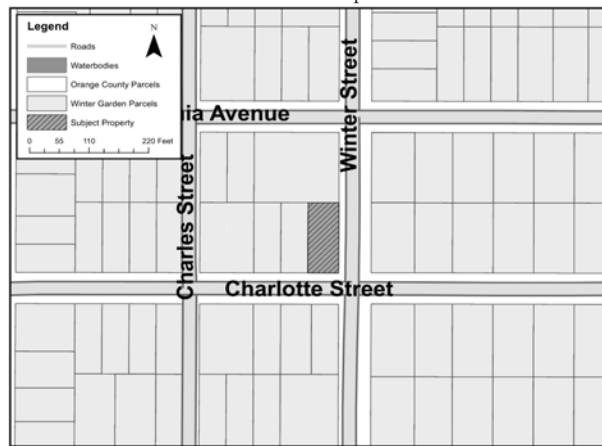 Legend
N
Roads
Waterbodies
Orange County Parcels
Winter Garden Parcels
Subject Property
0 55 110 220 Feet
Avenue
Winter Street
Charles Street
Charlotte Street